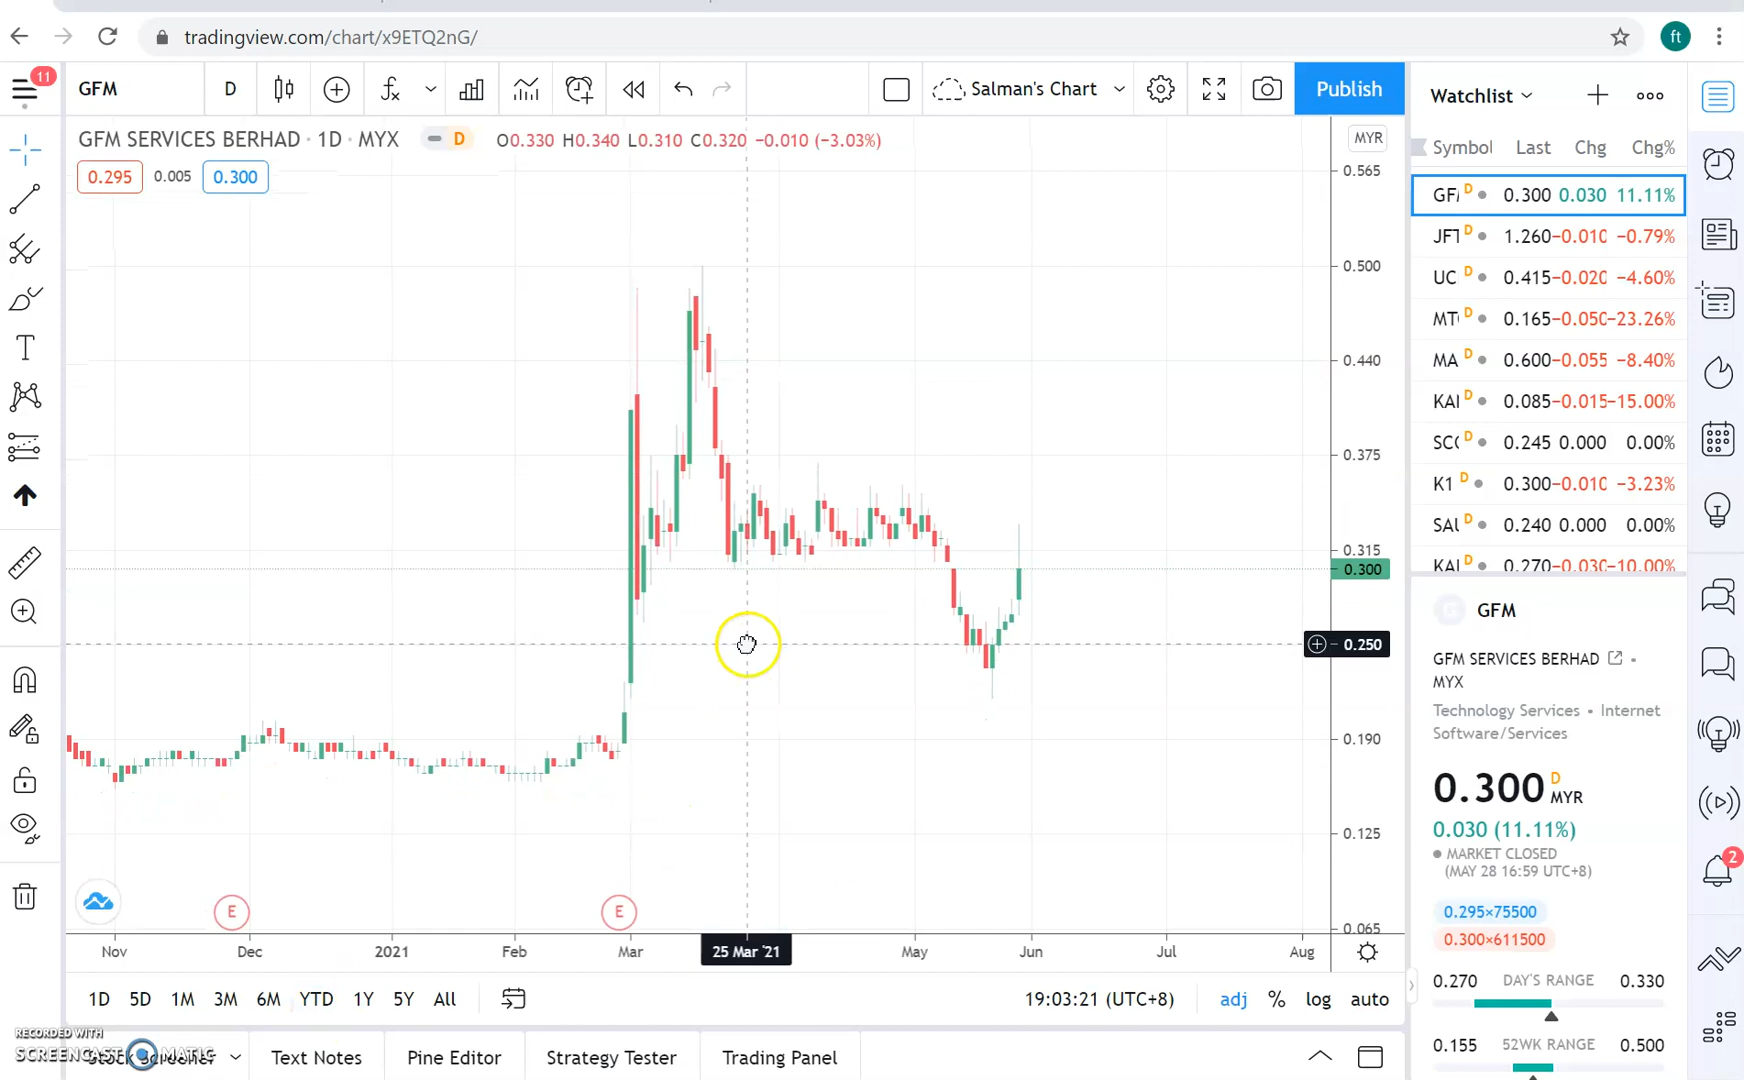 tradingview.com/chart/x9ETQ2nG/
ft
11
GFM
D
Salman's Chart
Publish
Watchlist
GFM SERVICES BERHAD · 1D · MYX
D
O0.330 H0.340 L0.310 C0.320 −0.010 (−3.03%)
MYR
0.295
0.005
0.300
Symbol Last Chg Chg%
GF D 0.300 0.030 11.11%
JFT D 1.260 −0.010 −0.79%
UC D 0.415 −0.020 −4.60%
MT D 0.165 −0.050 −23.26%
MA D 0.600 −0.055 −8.40%
KAI D 0.085 −0.015 −15.00%
SC D 0.245 0.000 0.00%
K1 D 0.300 −0.010 −3.23%
SAL D 0.240 0.000 0.00%
KAI D 0.270 −0.030 −10.00%
0.565
0.500
0.440
0.375
0.315
0.300
0.250
0.190
0.125
0.065
E
E
Nov Dec 2021 Feb Mar 25 Mar '21 May Jun Jul Aug
1D 5D 1M 3M 6M YTD 1Y 5Y All
19:03:21 (UTC+8)
adj % log auto
GFM
GFM SERVICES BERHAD
MYX
Technology Services • Internet
Software/Services
0.300 D MYR
0.030 (11.11%)
MARKET CLOSED
(MAY 28 16:59 UTC+8)
0.295×75500
0.300×611500
0.270 DAY'S RANGE 0.330
0.155 52WK RANGE 0.500
2
RECORDED WITH
SCREENCAST MATIC
Text Notes
Pine Editor
Strategy Tester
Trading Panel